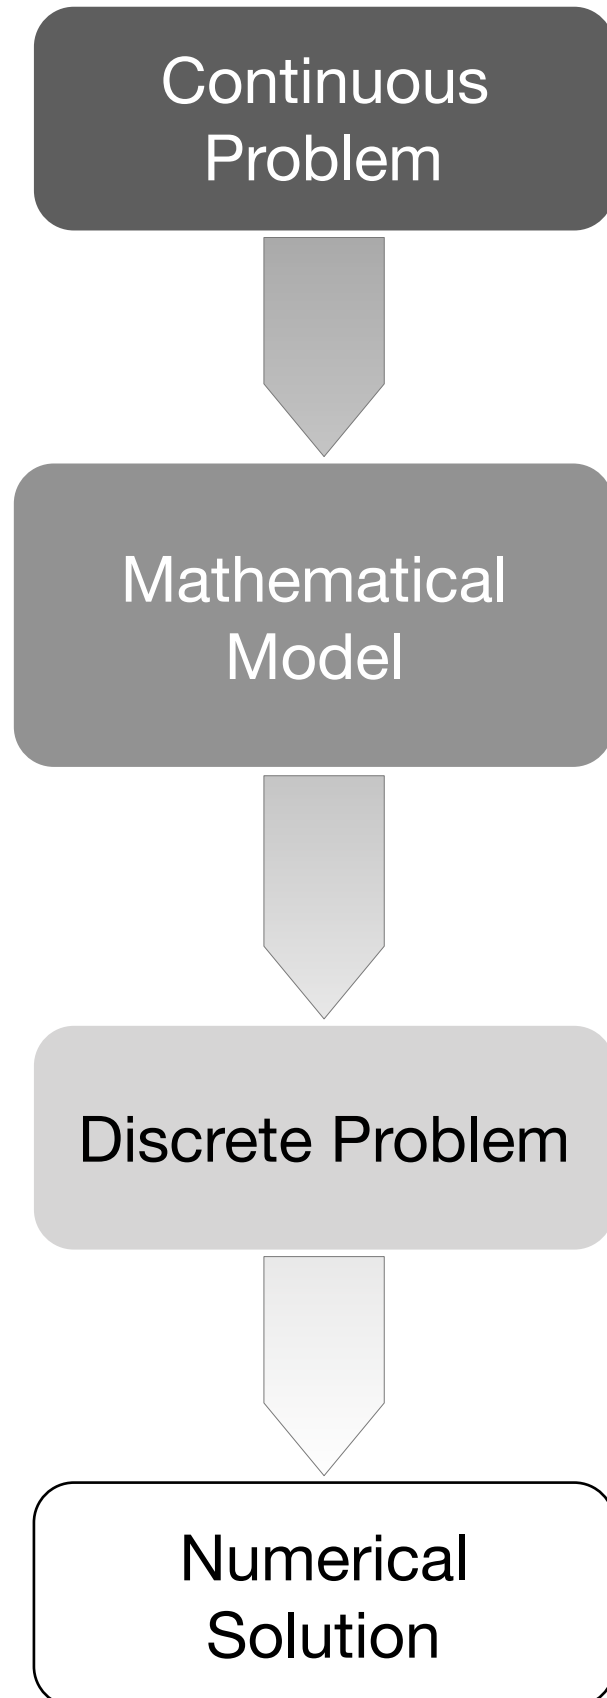 Continuous
Problem
Mathematical
Model
Discrete Problem
Numerical
Solution